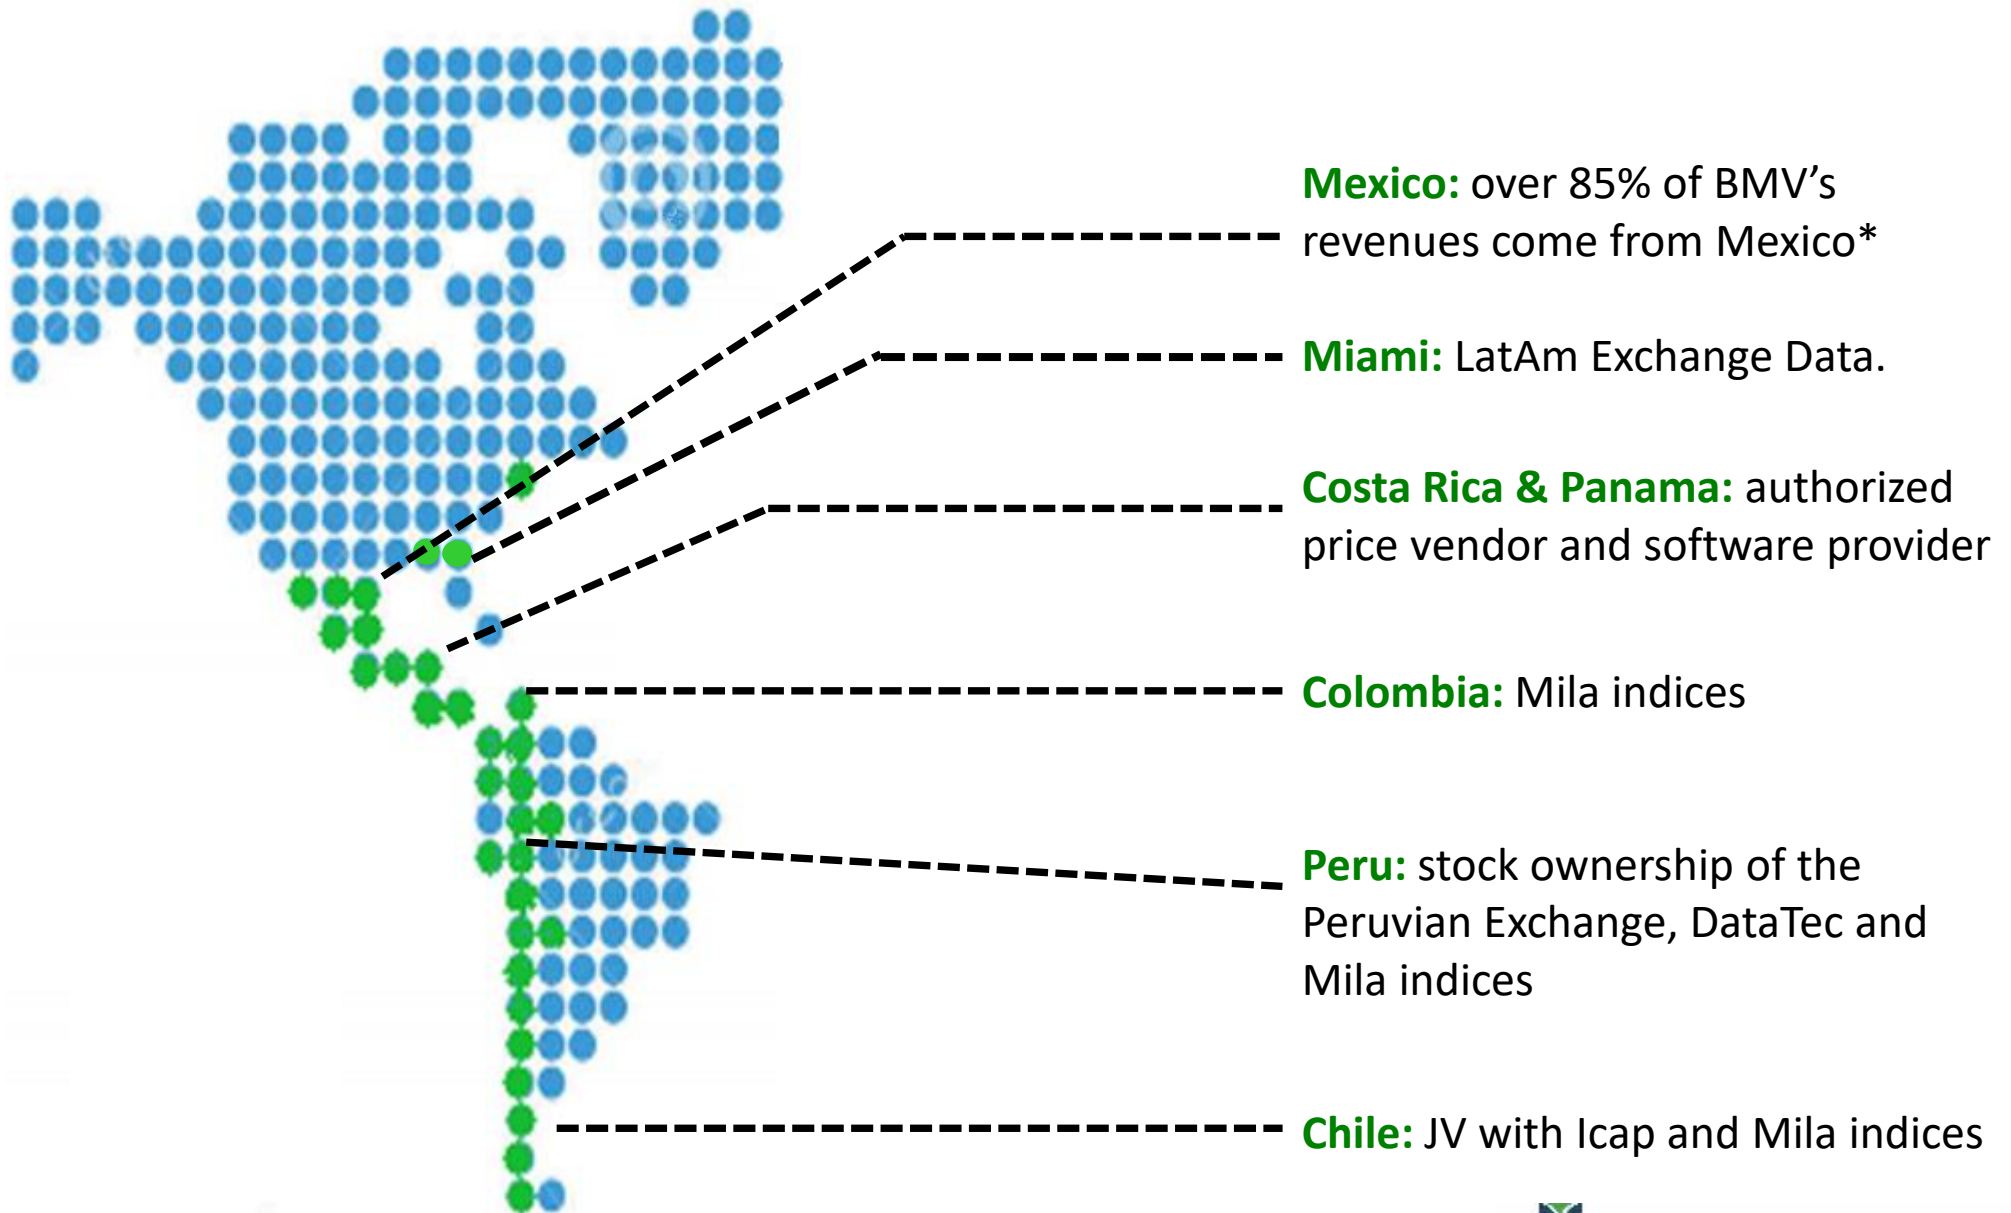 Mexico: over 85% of BMV’s
revenues come from Mexico*
Miami: LatAm Exchange Data.
Costa Rica & Panama: authorized
price vendor and software provider
Colombia: Mila indices
Peru: stock ownership of the
Peruvian Exchange, DataTec and
Mila indices
Chile: JV with Icap and Mila indices